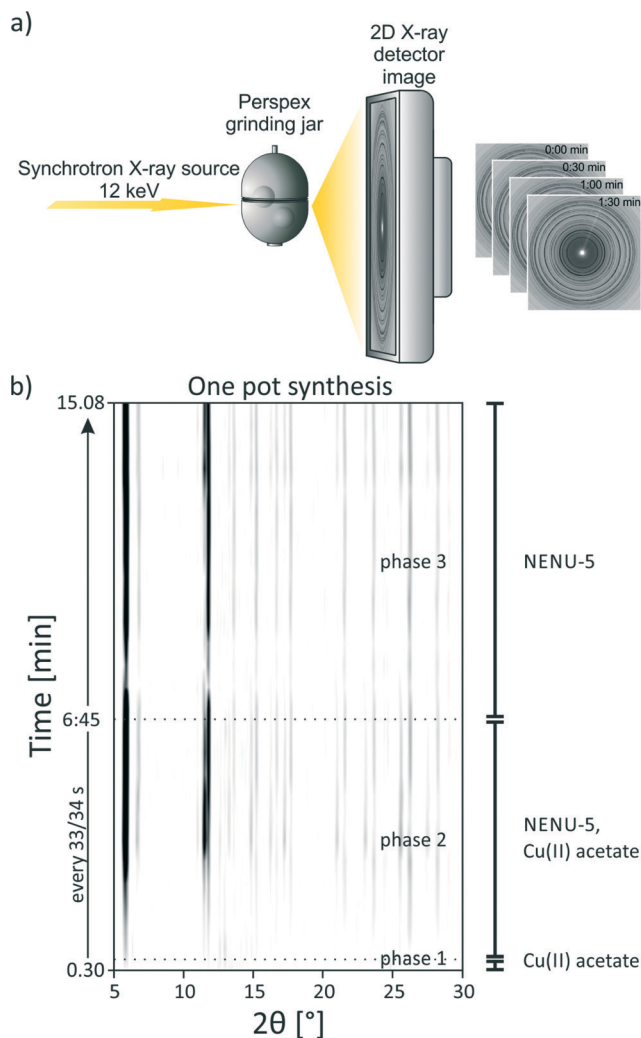 a)
2D X-ray
detector
image
Perspex
grinding jar
Synchrotron X-ray source
12 keV
0:00 min
0:30 min
1:00 min
1:30 min
b)
One pot synthesis
15.08
6:45
0.30
Time [min]
every 33/34 s
phase 3
phase 2
phase 1
NENU-5
NENU-5,
Cu(II) acetate
Cu(II) acetate
5 10 15 20 25 30
2θ [°]